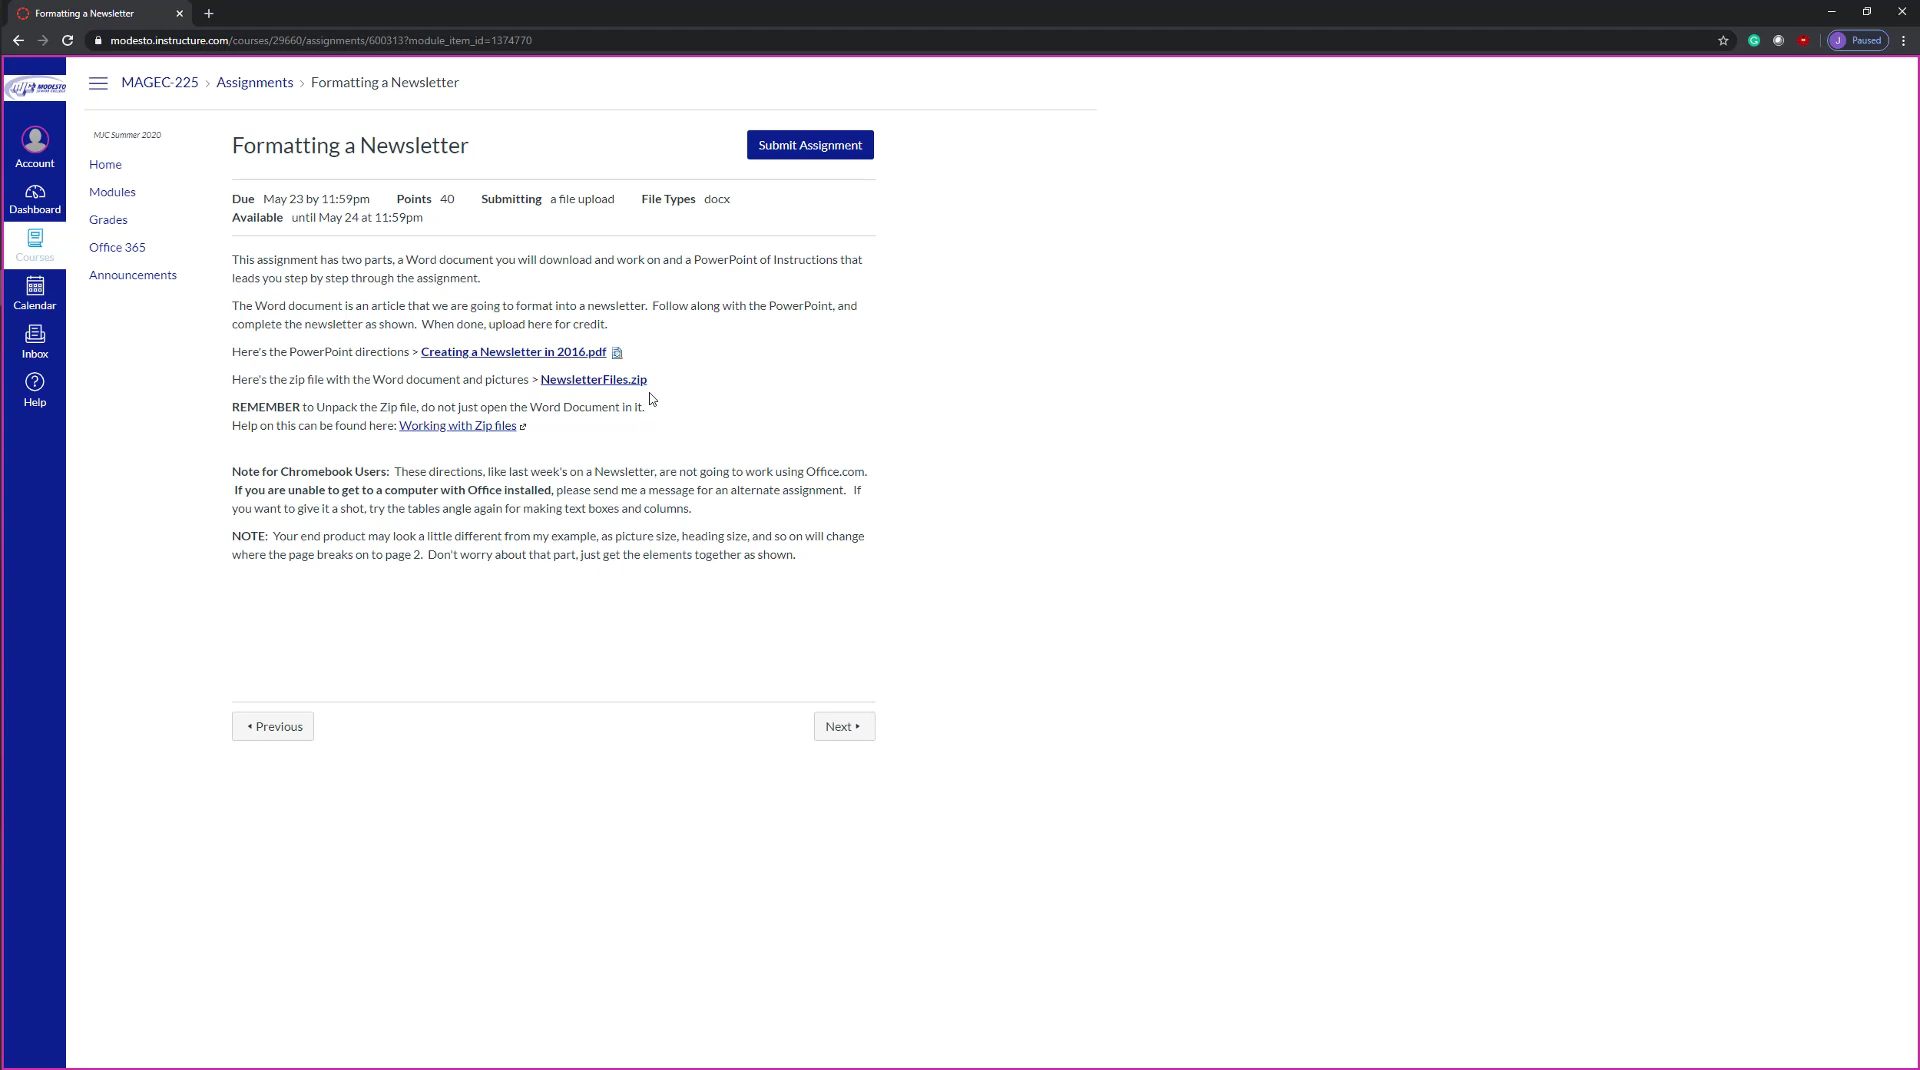 Formatting a Newsletter
modesto.instructure.com/courses/29660/assignments/600313?module_item_id=1374770
J Paused
MJC MODESTO
Account
Dashboard
Courses
Calendar
Inbox
Help
MAGEC-225 › Assignments › Formatting a Newsletter
MJC Summer 2020
Home
Modules
Grades
Office 365
Announcements
Formatting a Newsletter
Submit Assignment
Due May 23 by 11:59pm Points 40 Submitting a file upload File Types docx
Available until May 24 at 11:59pm
This assignment has two parts, a Word document you will download and work on and a PowerPoint of Instructions that
leads you step by step through the assignment.
The Word document is an article that we are going to format into a newsletter. Follow along with the PowerPoint, and
complete the newsletter as shown. When done, upload here for credit.
Here's the PowerPoint directions > Creating a Newsletter in 2016.pdf
Here's the zip file with the Word document and pictures > NewsletterFiles.zip
REMEMBER to Unpack the Zip file, do not just open the Word Document in it.
Help on this can be found here: Working with Zip files
Note for Chromebook Users: These directions, like last week's on a Newsletter, are not going to work using Office.com.
If you are unable to get to a computer with Office installed, please send me a message for an alternate assignment. If
you want to give it a shot, try the tables angle again for making text boxes and columns.
NOTE: Your end product may look a little different from my example, as picture size, heading size, and so on will change
where the page breaks on to page 2. Don't worry about that part, just get the elements together as shown.
Previous
Next